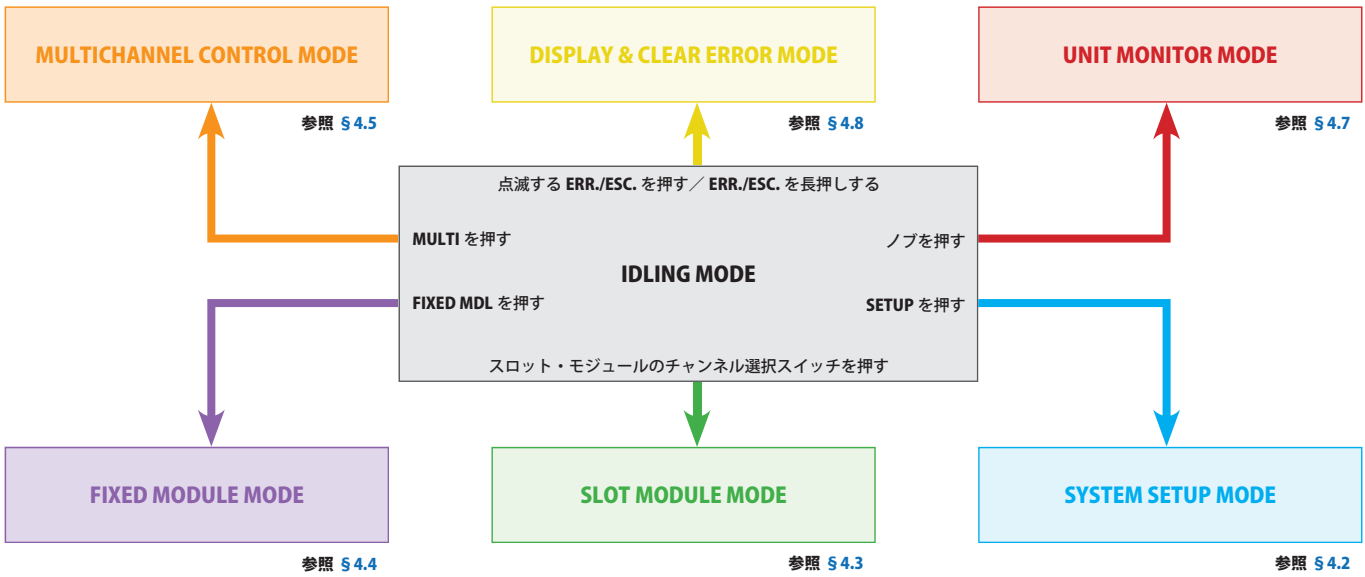 MULTICHANNEL CONTROL MODE
DISPLAY & CLEAR ERROR MODE
UNIT MONITOR MODE
参照 §4.5
参照 §4.8
参照 §4.7
点滅する ERR./ESC. を押す／ ERR./ESC. を長押しする
MULTI を押す
ノブを押す
IDLING MODE
FIXED MDL を押す
SETUP を押す
スロット・モジュールのチャンネル選択スイッチを押す
FIXED MODULE MODE
SLOT MODULE MODE
SYSTEM SETUP MODE
参照 §4.4
参照 §4.3
参照 §4.2